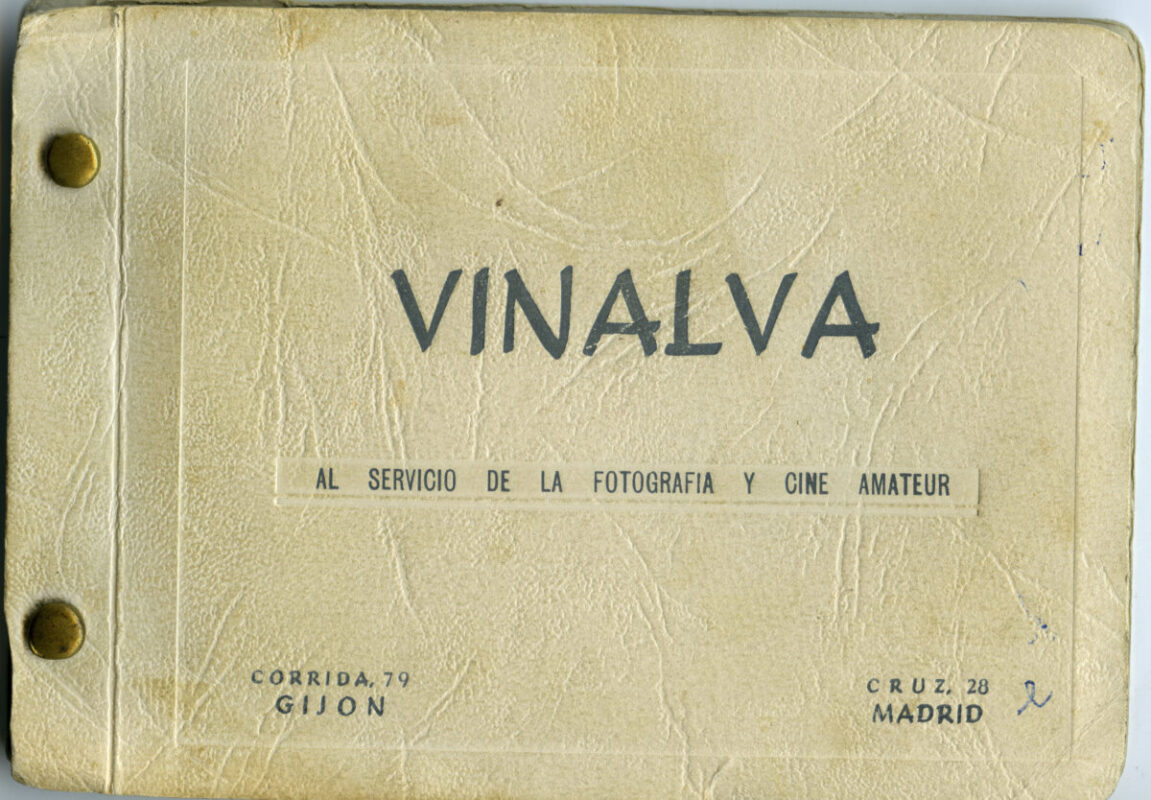 VINALVA
AL SERVICIO DE LA FOTOGRAFIA Y CINE AMATEUR
CORRIDA, 79
GIJON
CRUZ, 28
MADRID